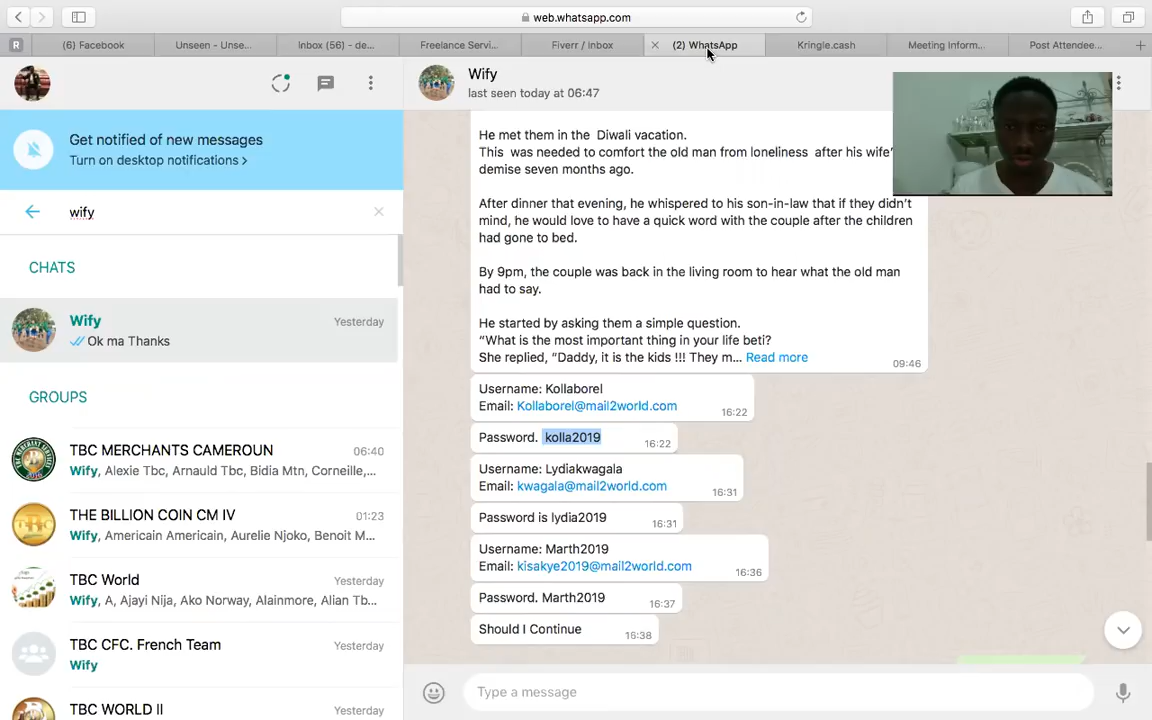 web.whatsapp.com
R
(6) Facebook
Unseen - Unse...
Inbox (56) - de...
Freelance Servi...
Fiverr / Inbox
(2) WhatsApp
Kringle.cash
Meeting Inform...
Post Attendee...
Get notified of new messages
Turn on desktop notifications >
wify
CHATS
Wify
Yesterday
Ok ma Thanks
GROUPS
TBC MERCHANTS CAMEROUN
06:40
Wify, Alexie Tbc, Arnauld Tbc, Bidia Mtn, Corneille,...
THE BILLION COIN CM IV
01:23
Wify, Americain Americain, Aurelie Njoko, Benoit M...
TBC World
Yesterday
Wify, A, Ajayi Nija, Ako Norway, Alainmore, Alian Tb...
TBC CFC. French Team
Yesterday
Wify
TBC WORLD II
Yesterday
Wify
last seen today at 06:47
He met them in the Diwali vacation.
This was needed to comfort the old man from loneliness after his wife'
demise seven months ago.
After dinner that evening, he whispered to his son-in-law that if they didn't
mind, he would love to have a quick word with the couple after the children
had gone to bed.
By 9pm, the couple was back in the living room to hear what the old man
had to say.
He started by asking them a simple question.
"What is the most important thing in your life beti?
She replied, "Daddy, it is the kids !!! They m... Read more
09:46
Username: Kollaborel
Email: Kollaborel@mail2world.com
16:22
Password. kolla2019
16:22
Username: Lydiakwagala
Email: kwagala@mail2world.com
16:31
Password is lydia2019
16:31
Username: Marth2019
Email: kisakye2019@mail2world.com
16:36
Password. Marth2019
16:37
Should I Continue
16:38
Type a message